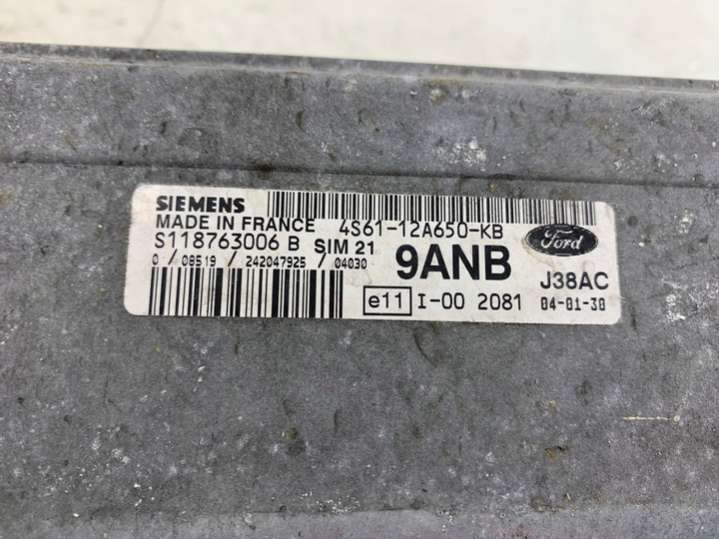 SIEMENS
MADE IN FRANCE 4S61-12A650-KB
S118763006 B SIM 21
0 / 08519 / 242047925 / 04030
9ANB
Ford
J38AC
e11 I-00 2081 04-01-30